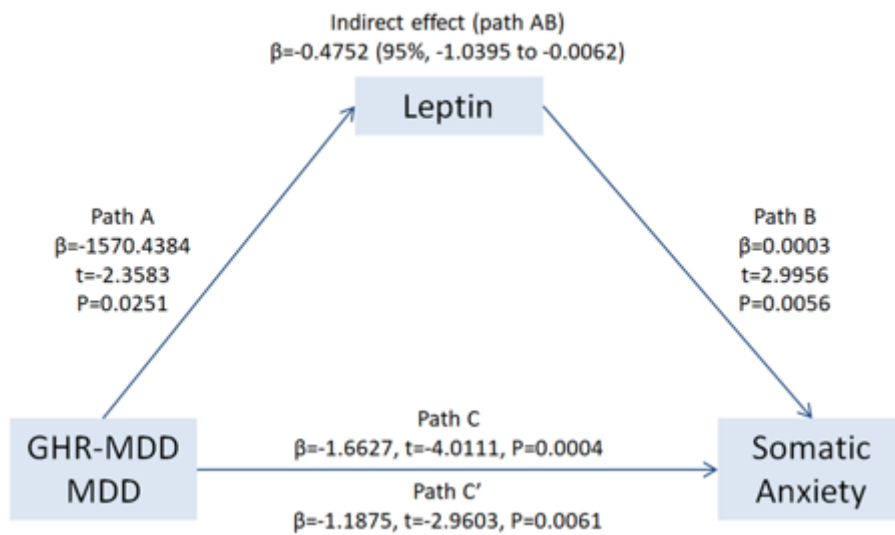 Indirect effect (path AB)
β=-0.4752 (95%, -1.0395 to -0.0062)
Leptin
Path A
β=-1570.4384
t=-2.3583
P=0.0251
Path B
β=0.0003
t=2.9956
P=0.0056
GHR-MDD
MDD
Path C
β=-1.6627, t=-4.0111, P=0.0004
Path C'
β=-1.1875, t=-2.9603, P=0.0061
Somatic
Anxiety